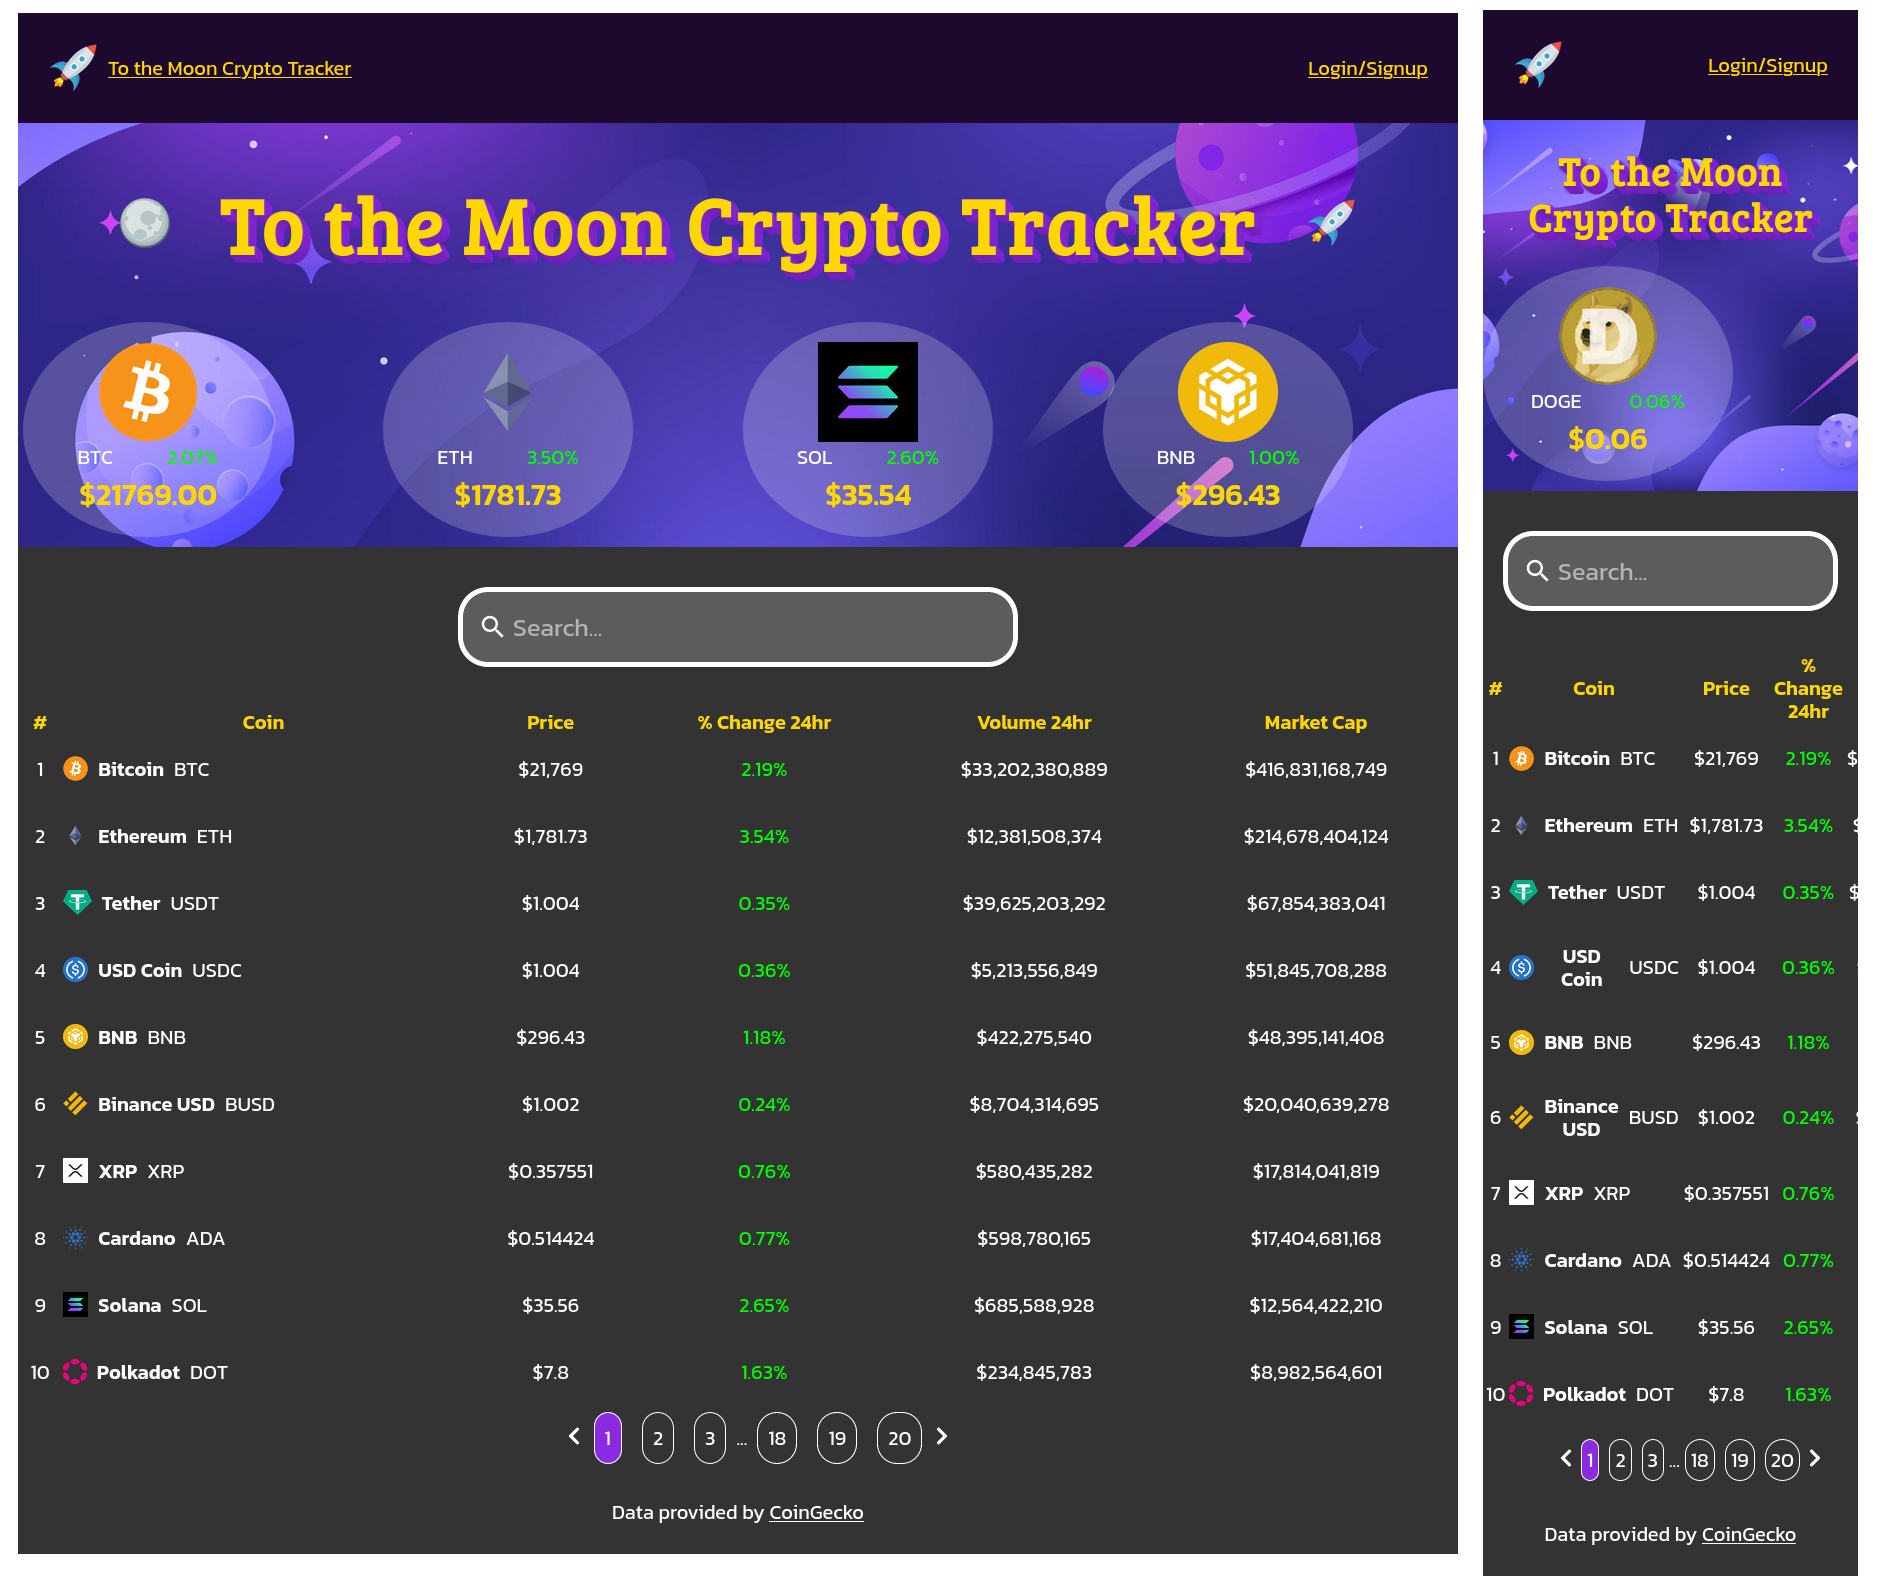 To the Moon Crypto Tracker
Login/Signup
To the Moon Crypto Tracker
BTC 2.07%
$21769.00
ETH 3.50%
$1781.73
SOL 2.60%
$35.54
BNB 1.00%
$296.43
Search...
# Coin Price % Change 24hr Volume 24hr Market Cap
1 Bitcoin BTC $21,769 2.19% $33,202,380,889 $416,831,168,749
2 Ethereum ETH $1,781.73 3.54% $12,381,508,374 $214,678,404,124
3 Tether USDT $1.004 0.35% $39,625,203,292 $67,854,383,041
4 USD Coin USDC $1.004 0.36% $5,213,556,849 $51,845,708,288
5 BNB BNB $296.43 1.18% $422,275,540 $48,395,141,408
6 Binance USD BUSD $1.002 0.24% $8,704,314,695 $20,040,639,278
7 XRP XRP $0.357551 0.76% $580,435,282 $17,814,041,819
8 Cardano ADA $0.514424 0.77% $598,780,165 $17,404,681,168
9 Solana SOL $35.56 2.65% $685,588,928 $12,564,422,210
10 Polkadot DOT $7.8 1.63% $234,845,783 $8,982,564,601
1 2 3 ... 18 19 20
Data provided by CoinGecko
Login/Signup
To the Moon
Crypto Tracker
D
DOGE 0.06%
$0.06
Search...
# Coin Price % Change 24hr
1 Bitcoin BTC $21,769 2.19% $
2 Ethereum ETH $1,781.73 3.54%
3 Tether USDT $1.004 0.35% $
4 USD Coin USDC $1.004 0.36%
5 BNB BNB $296.43 1.18%
6 Binance USD BUSD $1.002 0.24%
7 XRP XRP $0.357551 0.76%
8 Cardano ADA $0.514424 0.77%
9 Solana SOL $35.56 2.65%
10 Polkadot DOT $7.8 1.63%
1 2 3 ... 18 19 20
Data provided by CoinGecko